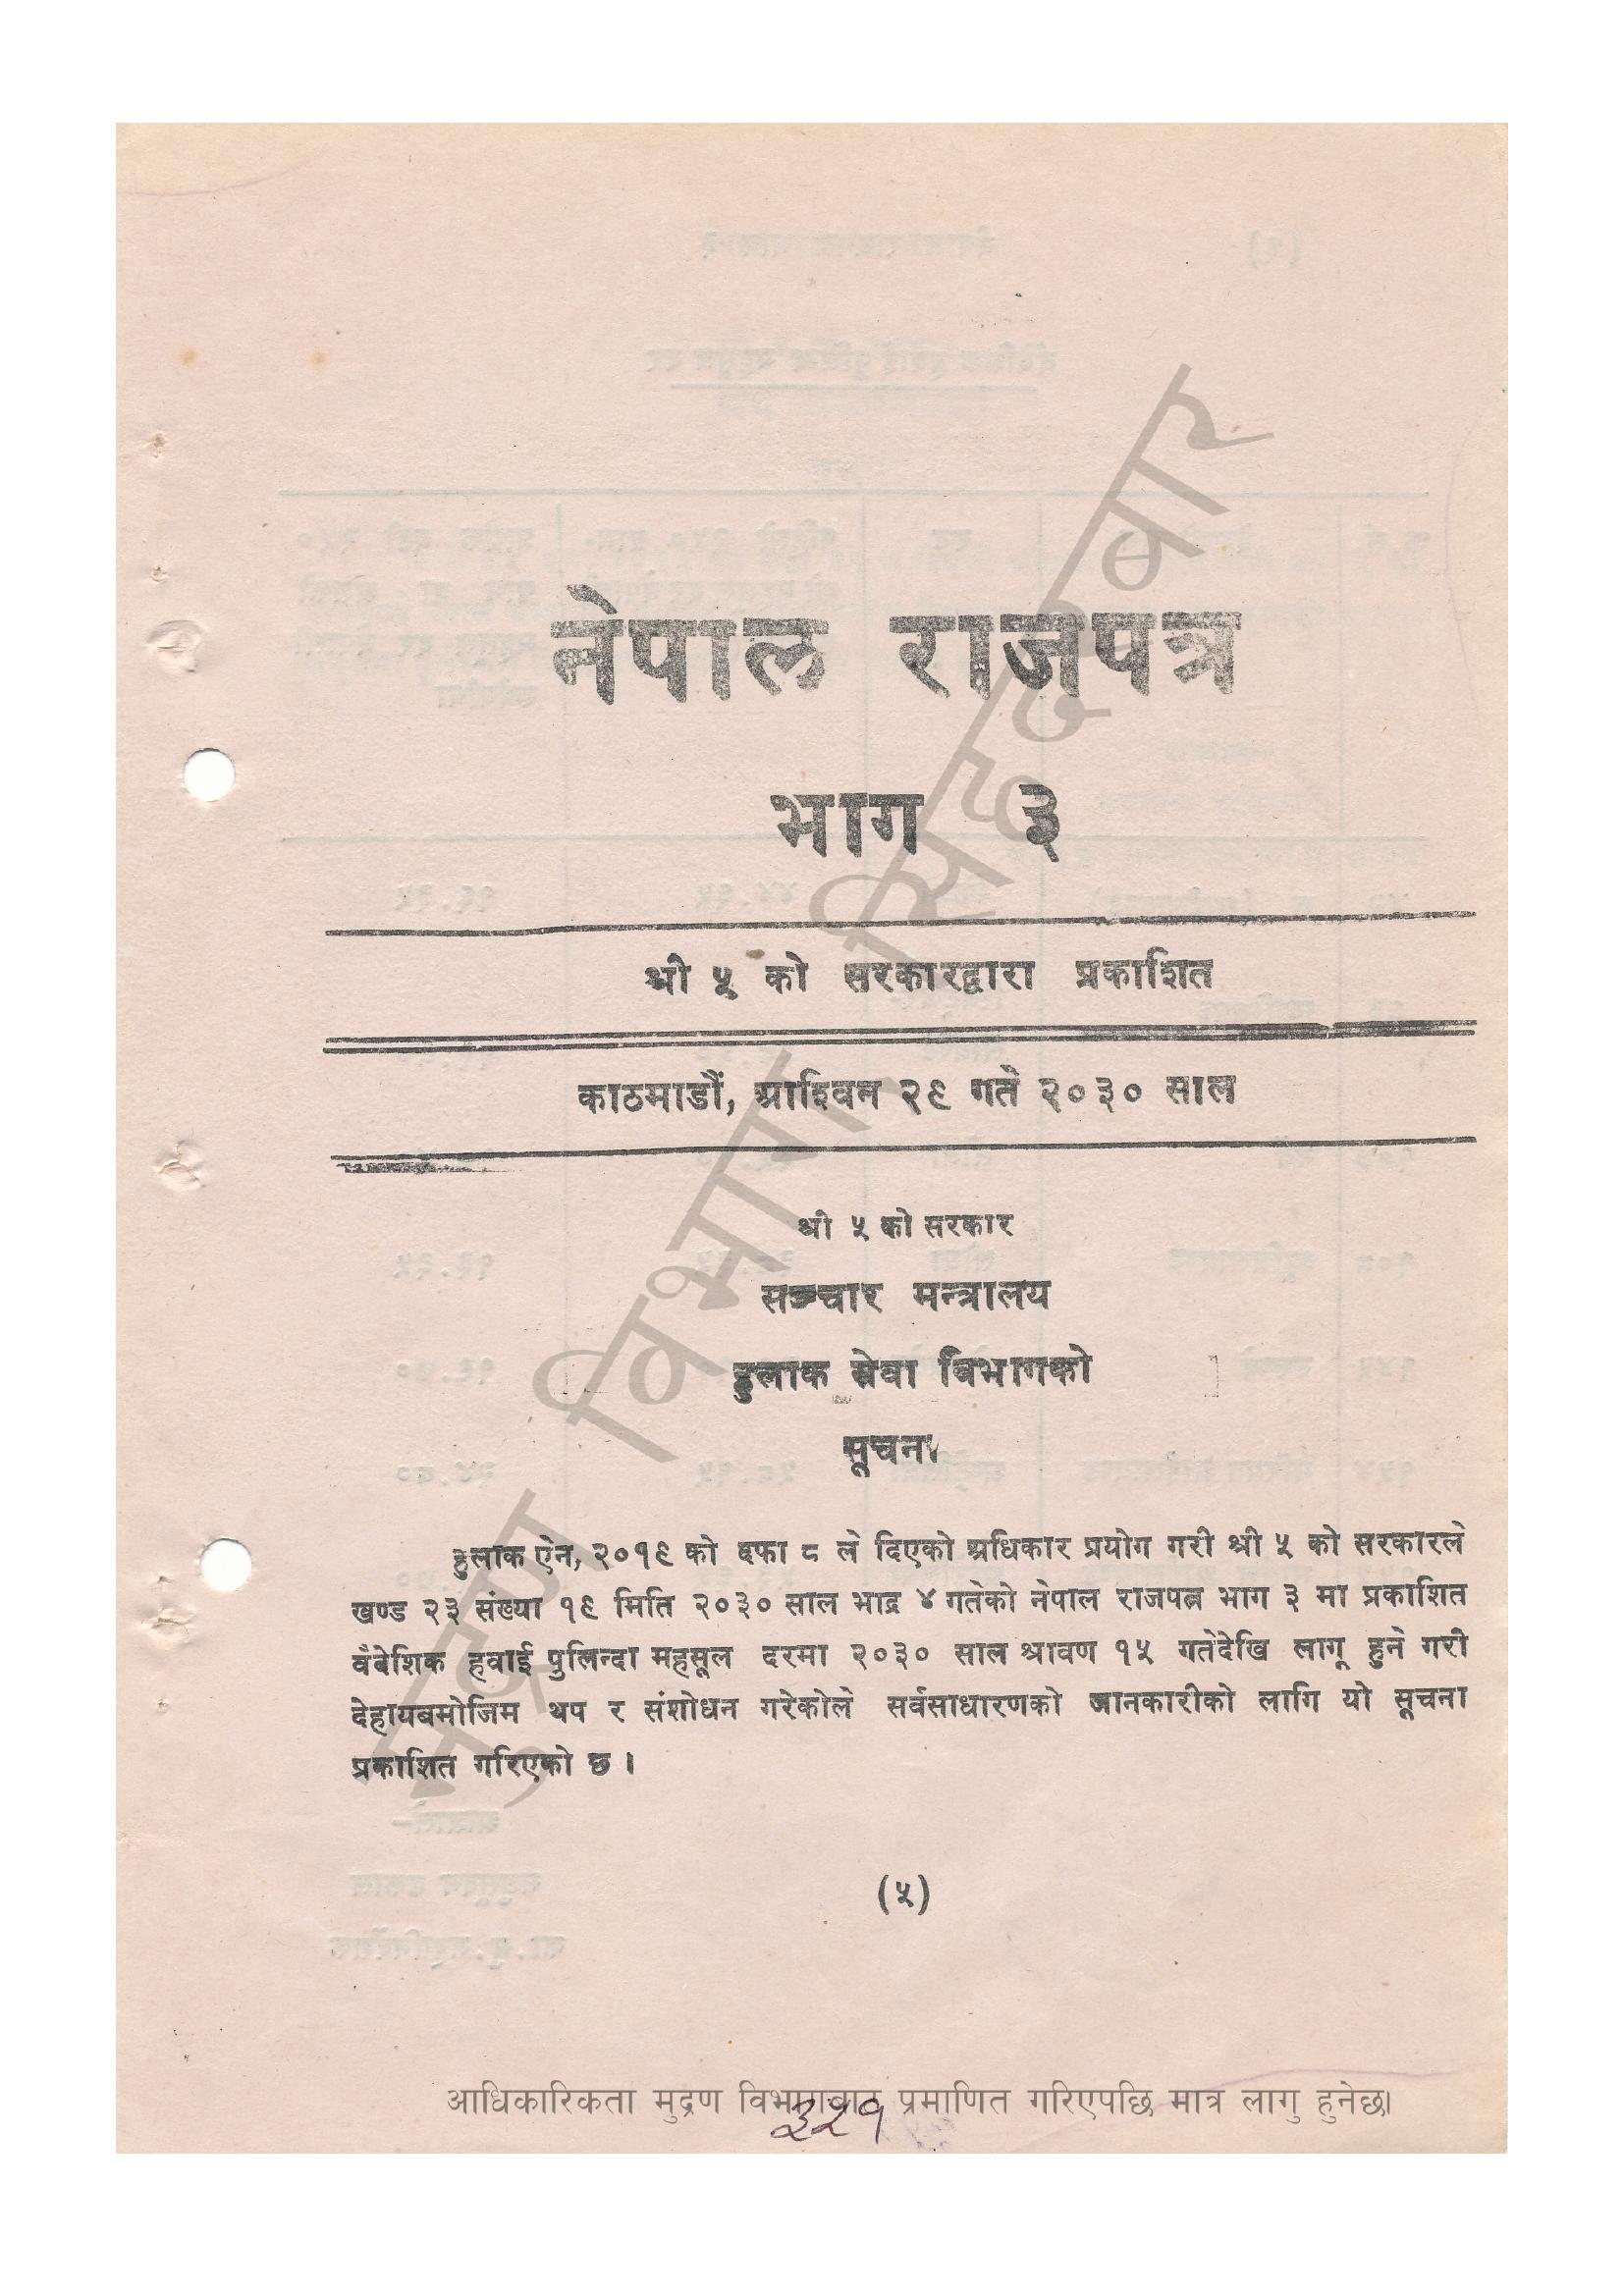 नेपाल राजपत्र
भाग ३
श्री ५ को सरकारद्वारा प्रकाशित
काठमाडौं, आश्विन २९ गते २०३० साल
श्री ५ को सरकार
सञ्चार मन्त्रालय
हुलाक सेवा विभागको
सूचना
हुलाक ऐन, २०१९ को दफा ८ ले दिएको अधिकार प्रयोग गरी श्री ५ को सरकारले
खण्ड २३ संख्या १९ मिति २०३० साल भाद्र ४ गतेको नेपाल राजपत्र भाग ३ मा प्रकाशित
वैदेशिक हवाई पुलिन्दा महसूल दरमा २०३० साल श्रावण १५ गतेदेखि लागू हुने गरी
देहायबमोजिम थप र संशोधन गरेकोले सर्वसाधारणको जानकारीको लागि यो सूचना
प्रकाशित गरिएको छ ।
(५)
आधिकारिकता मुद्रण विभागबाट प्रमाणित गरिएपछि मात्र लागु हुनेछ।
३२१
मुद्रण विभाग, सिंहदरवार